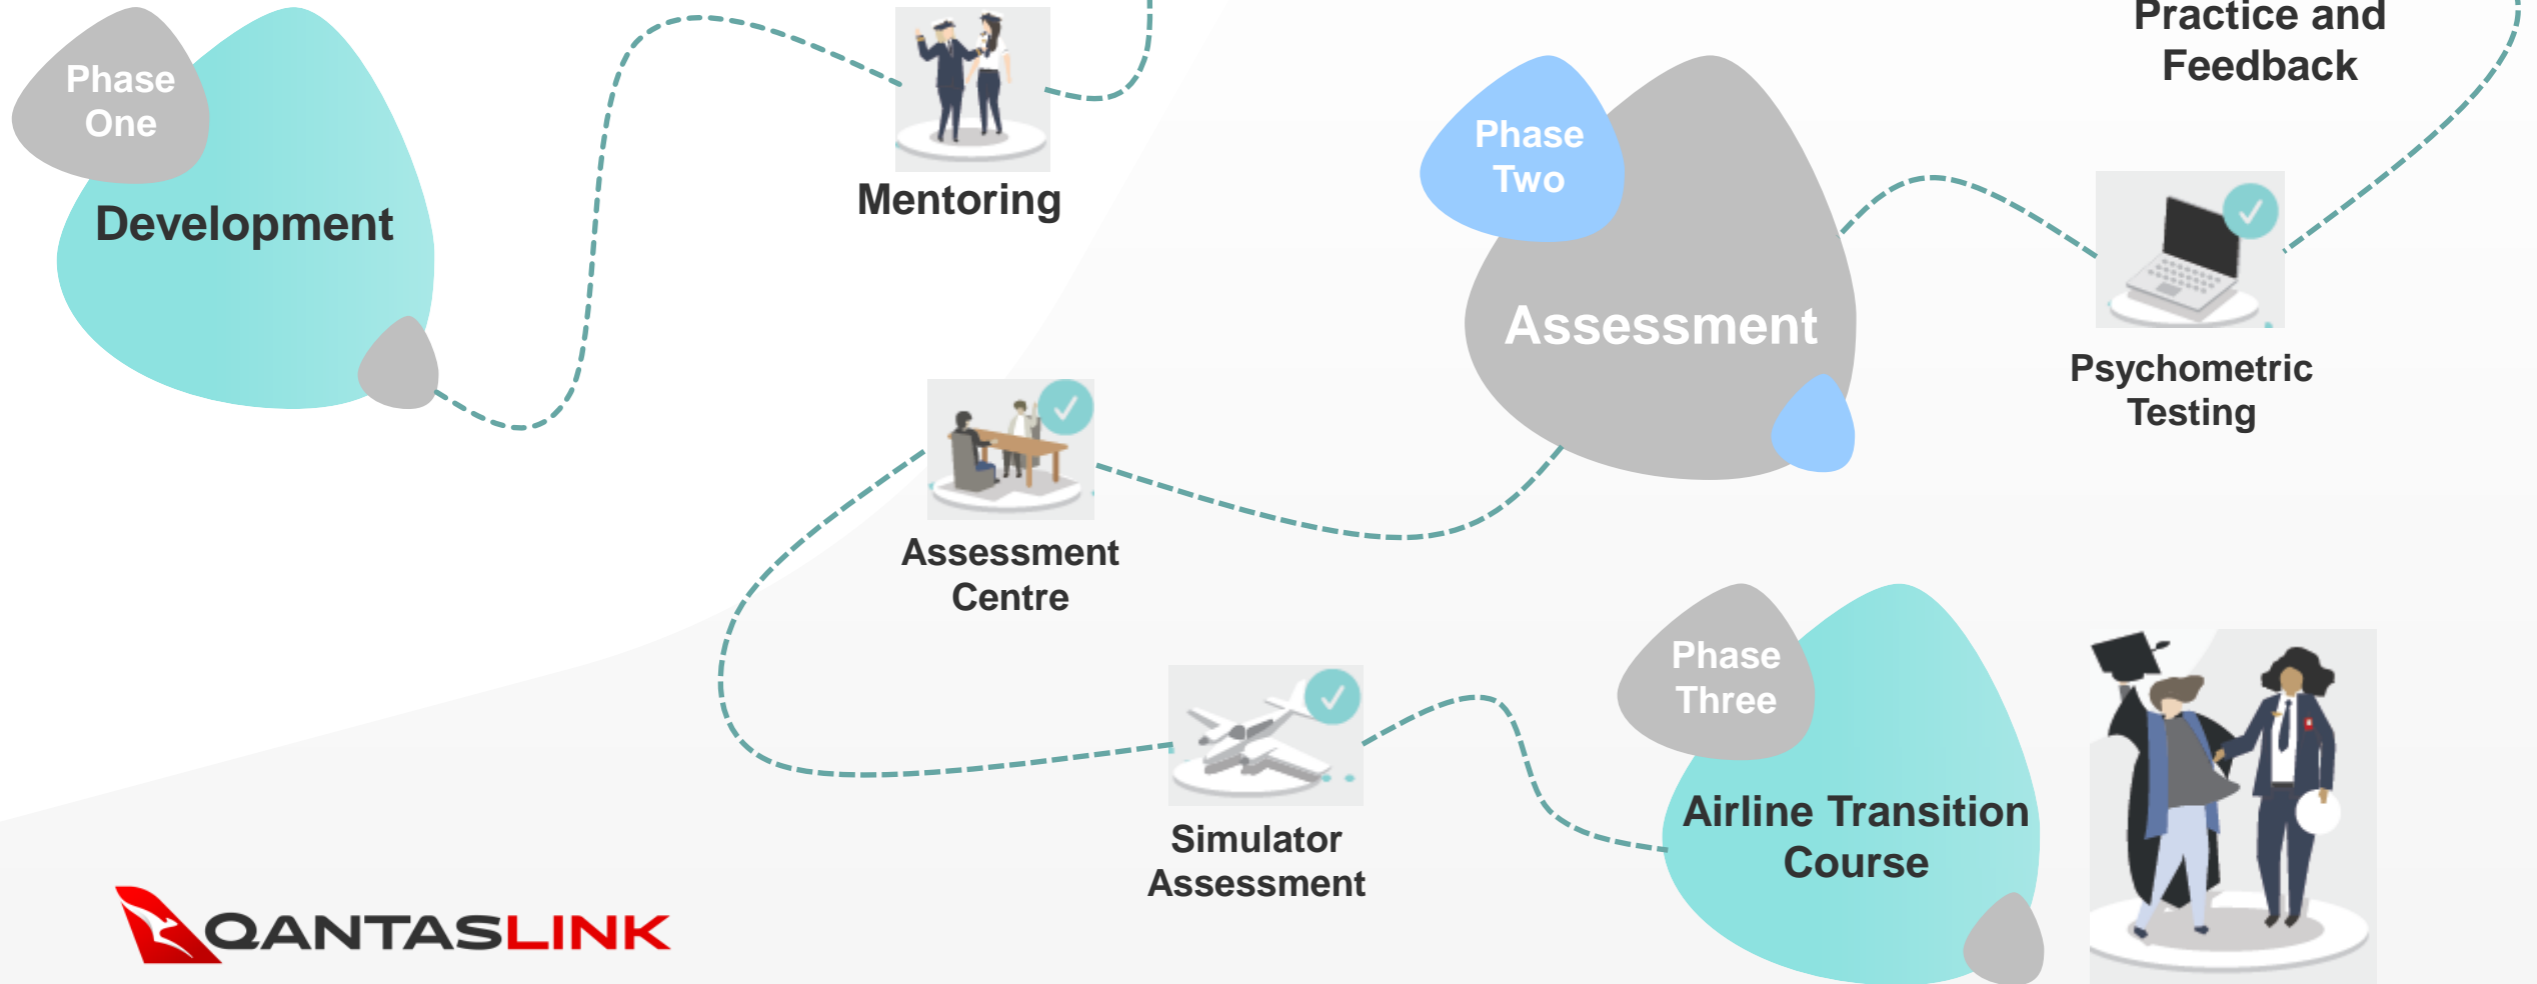 Phase
One
Development
Mentoring
Practice and
Feedback
Phase
Two
Assessment
Psychometric
Testing
Assessment
Centre
Simulator
Assessment
Phase
Three
Airline Transition
Course
QANTASLINK